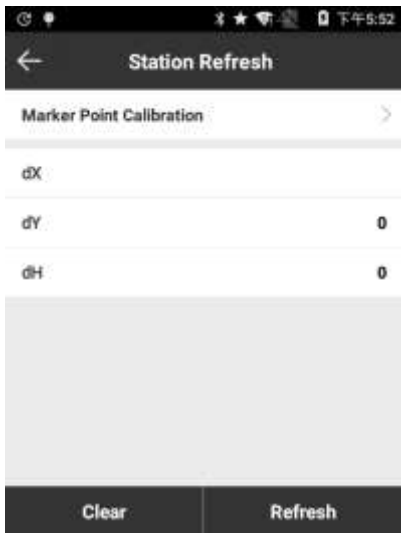 下午5:52
Station Refresh
Marker Point Calibration
dX
dY 0
dH 0
Clear Refresh